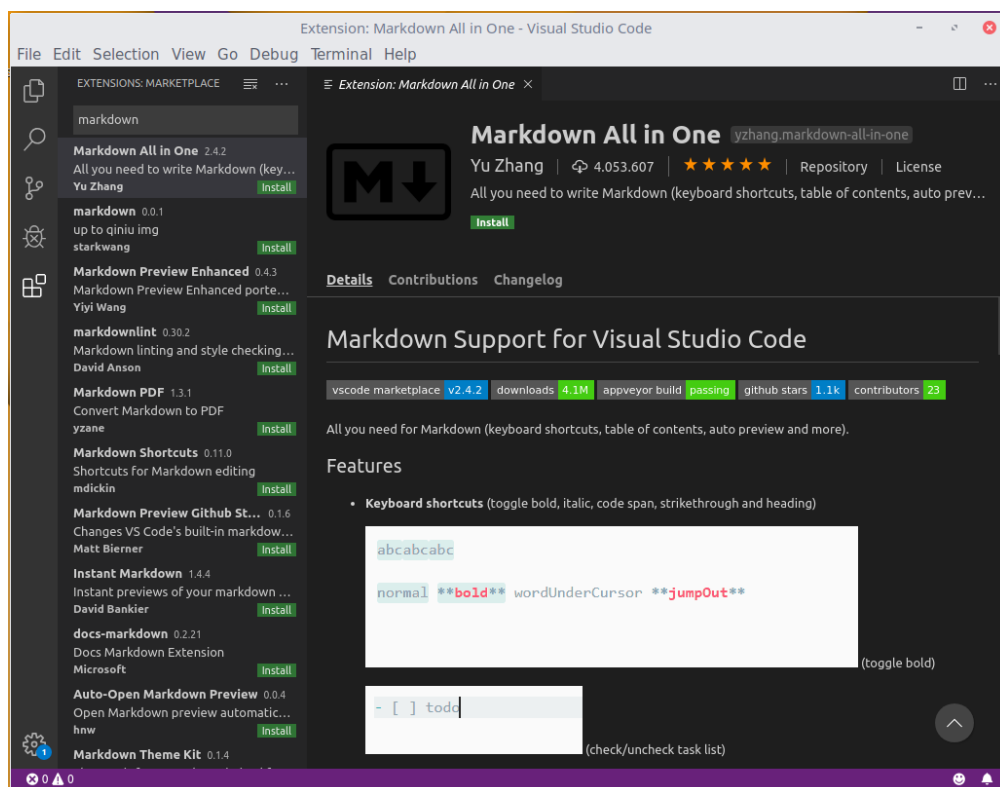 Extension: Markdown All in One - Visual Studio Code
File Edit Selection View Go Debug Terminal Help
EXTENSIONS: MARKETPLACE
markdown
Markdown All in One 2.4.2
All you need to write Markdown (key...
Yu Zhang Install
markdown 0.0.1
up to qiniu img
starkwang Install
Markdown Preview Enhanced 0.4.3
Markdown Preview Enhanced porte...
Yiyi Wang Install
markdownlint 0.30.2
Markdown linting and style checking...
David Anson Install
Markdown PDF 1.3.1
Convert Markdown to PDF
yzane Install
Markdown Shortcuts 0.11.0
Shortcuts for Markdown editing
mdickin Install
Markdown Preview Github St... 0.1.6
Changes VS Code's built-in markdow...
Matt Bierner Install
Instant Markdown 1.4.4
Instant previews of your markdown ...
David Bankier Install
docs-markdown 0.2.21
Docs Markdown Extension
Microsoft Install
Auto-Open Markdown Preview 0.0.4
Open Markdown preview automatic...
hnw Install
Markdown Theme Kit 0.1.4
1
Extension: Markdown All in One
M
Markdown All in One yzhang.markdown-all-in-one
Yu Zhang 4.053.607 Repository License
All you need to write Markdown (keyboard shortcuts, table of contents, auto prev...
Install
Details Contributions Changelog
Markdown Support for Visual Studio Code
vscode marketplace v2.4.2 downloads 4.1M appveyor build passing github stars 1.1k contributors 23
All you need for Markdown (keyboard shortcuts, table of contents, auto preview and more).
Features
• Keyboard shortcuts (toggle bold, italic, code span, strikethrough and heading)
abcabcabc
normal **bold** wordUnderCursor **jumpOut**
(toggle bold)
- [ ] todo
(check/uncheck task list)
0 0